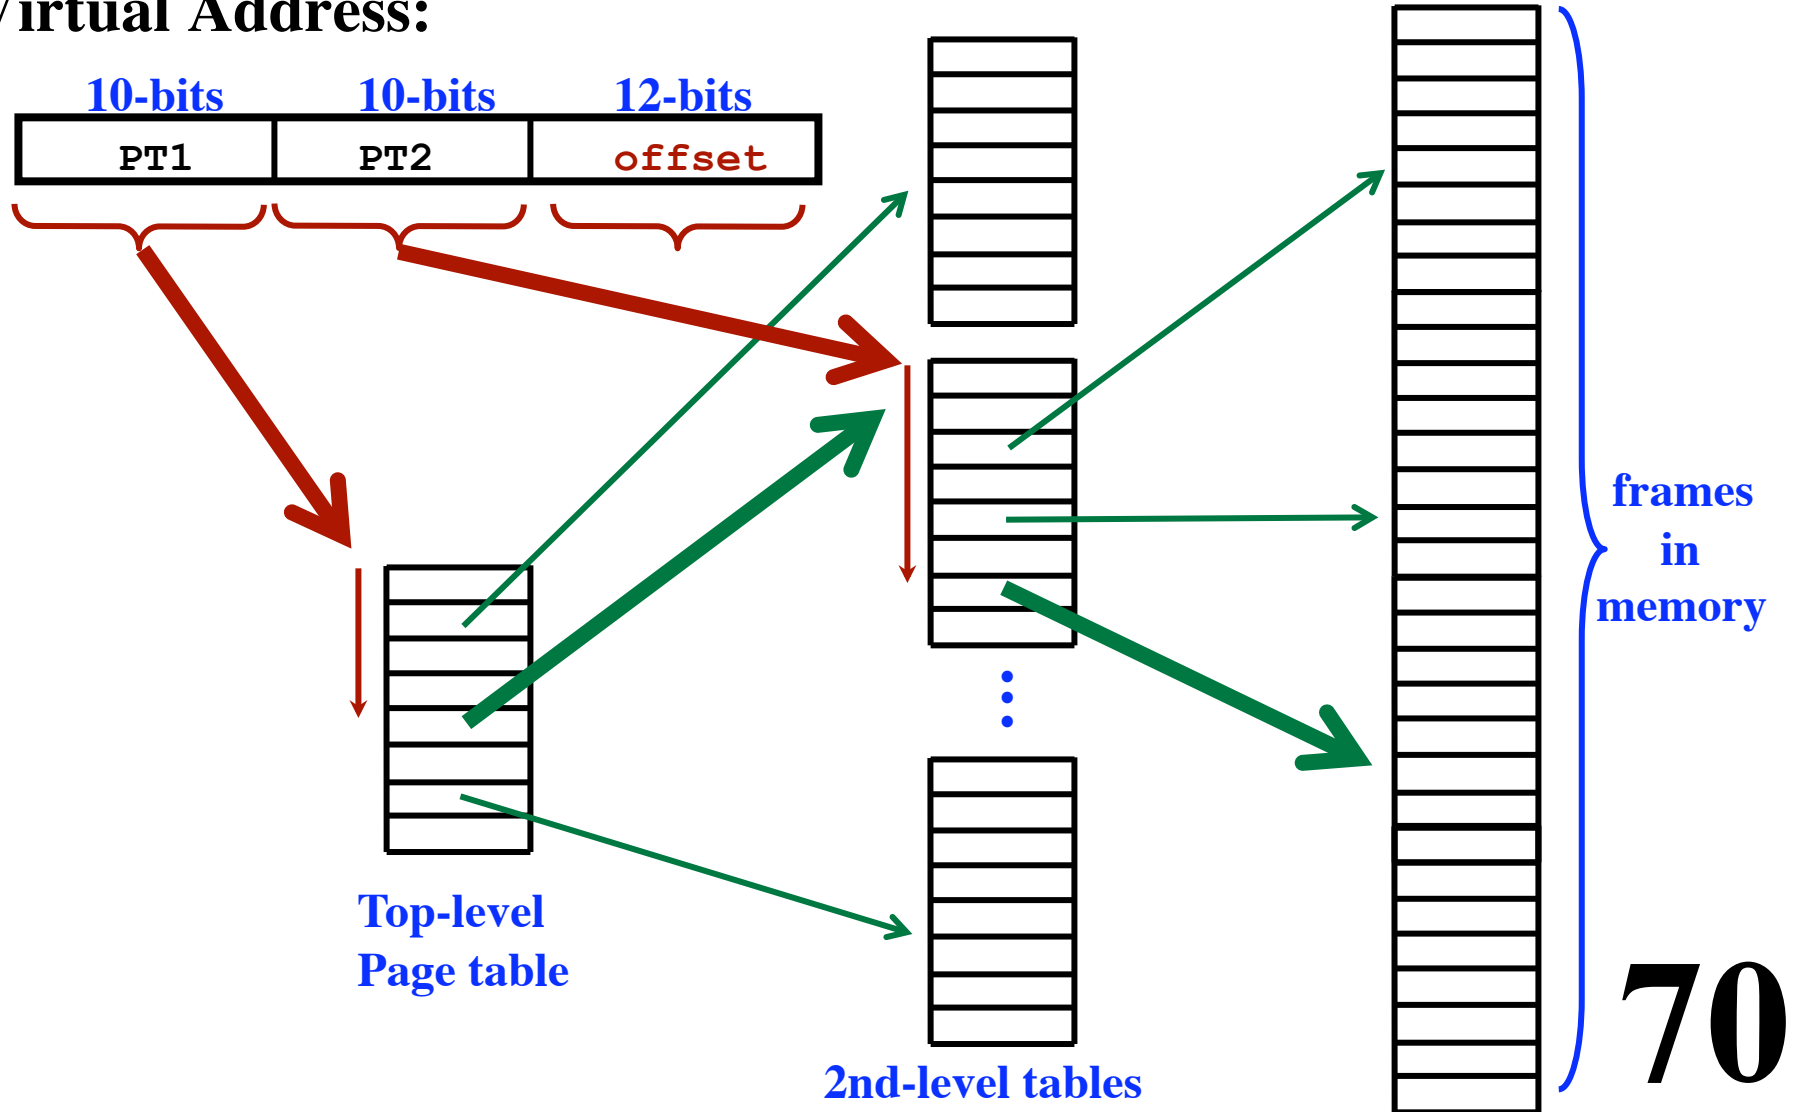 Virtual Address:
10-bits 10-bits 12-bits
PT1 PT2 offset
frames
in
memory
Top-level
Page table
2nd-level tables
70